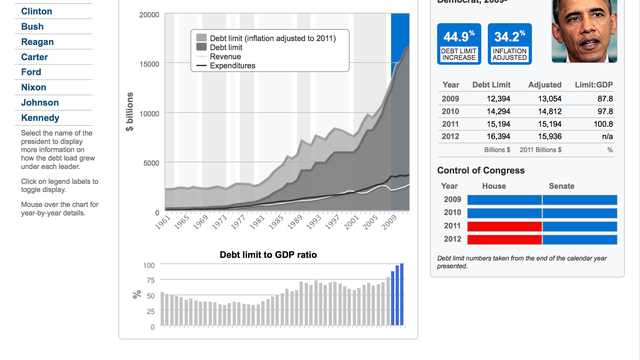 Clinton
Bush
Reagan
Carter
Ford
Nixon
Johnson
Kennedy
Select the name of the
president to display
more information on
how the debt load grew
under each leader.
Click on legend labels to
toggle display.
Mouse over the chart for
year-by-year details.
20000
15000
10000
5000
0
$ billions
Debt limit (inflation adjusted to 2011)
Debt limit
Revenue
Expenditures
1961
1965
1969
1973
1977
1981
1985
1989
1993
1997
2001
2005
2009
Debt limit to GDP ratio
100
75
50
25
0
%
Democrat, 2009-
44.9%
DEBT LIMIT
INCREASE
34.2%
INFLATION
ADJUSTED
Year Debt Limit Adjusted Limit:GDP
2009 12,394 13,054 87.8
2010 14,294 14,812 97.8
2011 15,194 15,194 100.8
2012 16,394 15,936 n/a
Billions $ 2011 Billions $ %
Control of Congress
Year House Senate
2009
2010
2011
2012
Debt limit numbers taken from the end of the calendar year
presented.